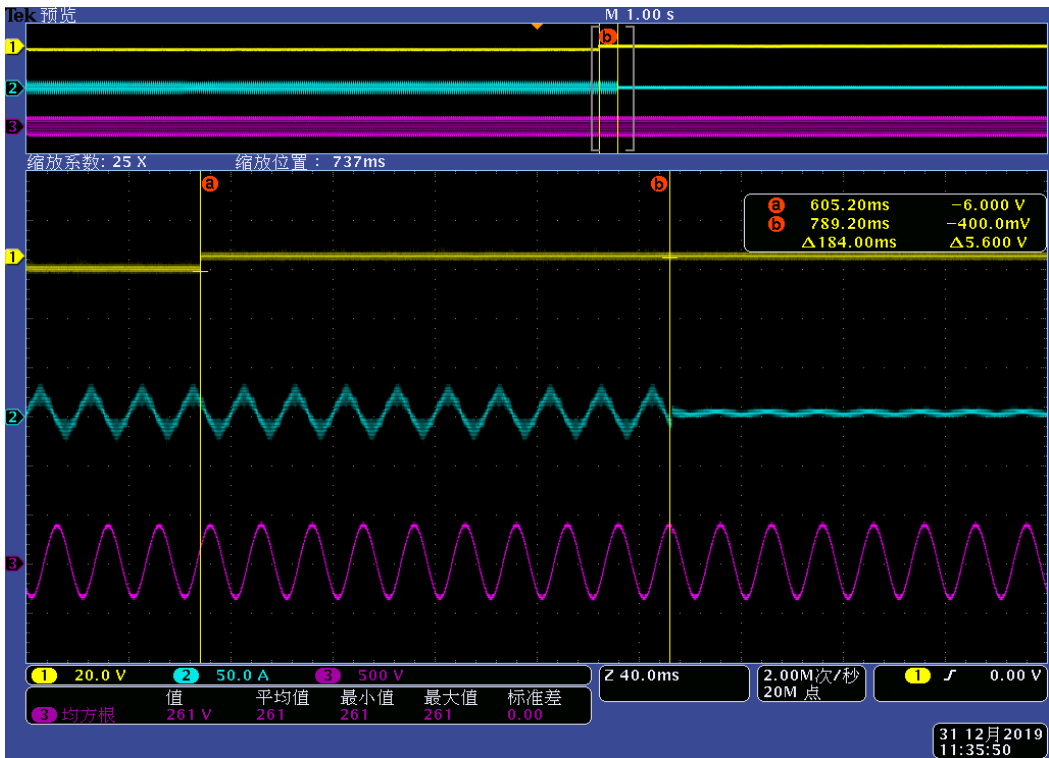 Tek 预览 M 1.00 s
b
1
2
3
缩放系数: 25 X 缩放位置: 737ms
a b
a 605.20ms -6.000 V
b 789.20ms -400.0mV
Δ184.00ms Δ5.600 V
1
2
3
1 20.0 V 2 50.0 A 3 500 V
值 平均值 最小值 最大值 标准差
3 均方根 261 V 261 261 261 0.00
Z 40.0ms
2.00M次/秒
20M 点
1 0.00 V
31 12月2019
11:35:50